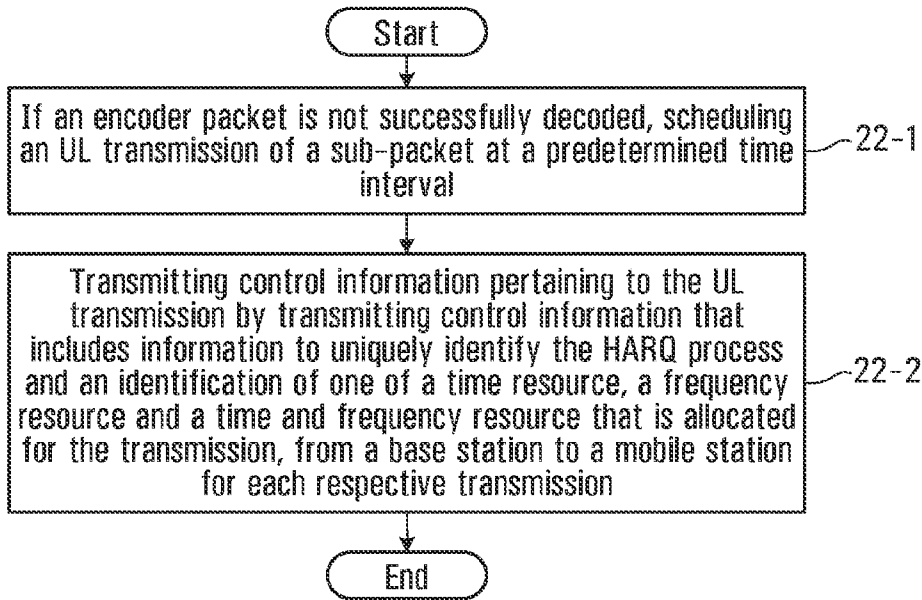 Start
If an encoder packet is not successfully decoded, scheduling
an UL transmission of a sub-packet at a predetermined time
interval
22-1
Transmitting control information pertaining to the UL
transmission by transmitting control information that
includes information to uniquely identify the HARQ process
and an identification of one of a time resource, a frequency
resource and a time and frequency resource that is allocated
for the transmission, from a base station to a mobile station
for each respective transmission
22-2
End